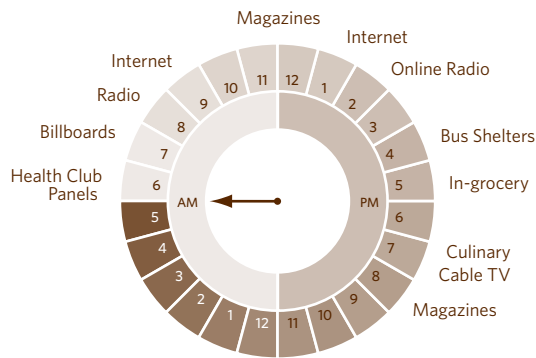 Magazines
Internet
Online Radio
Bus Shelters
In-grocery
Culinary
Cable TV
Magazines
Health Club
Panels
Billboards
Radio
Internet
12
1
2
3
4
5
6
7
8
9
10
11
12
1
2
3
4
5
6
7
8
9
10
11
AM
PM